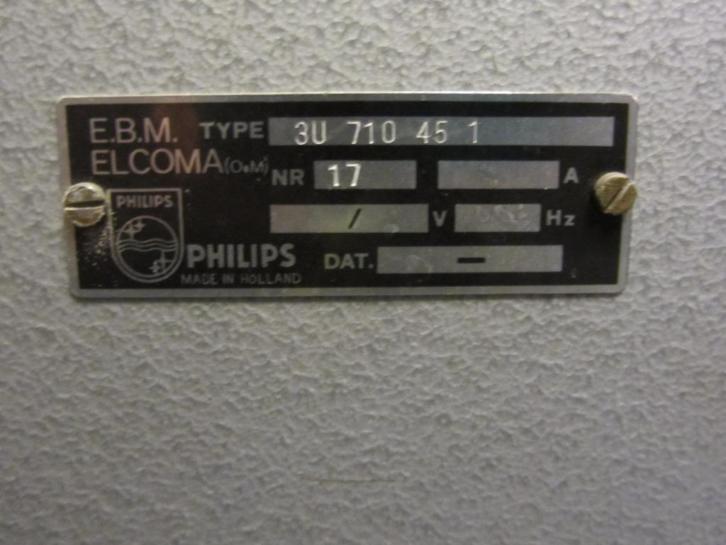 E.B.M. TYPE 3U 710 45 1
ELCOMA(O.M) NR 17 A
/ V Hz
PHILIPS
PHILIPS DAT. —
MADE IN HOLLAND